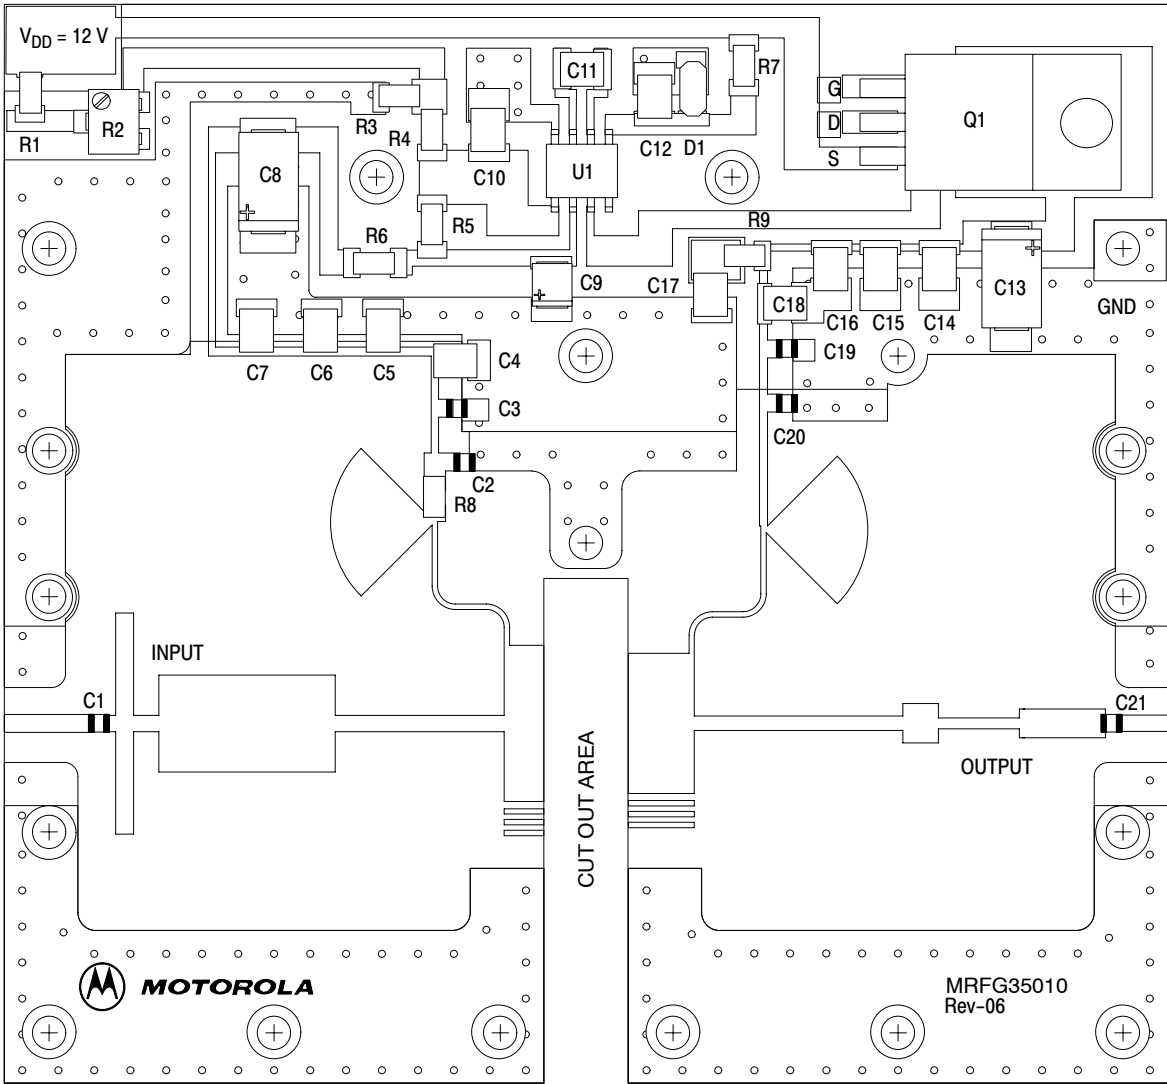 V_DD = 12 V
R1
R2
R3
R4
C8
C10
C11
U1
C12
D1
R7
G
D
S
Q1
R5
R6
R9
C9
C17
C18
C16
C15
C14
C13
GND
C7
C6
C5
C4
C19
C3
C20
C2
R8
INPUT
C1
C21
OUTPUT
CUT OUT AREA
MOTOROLA
MRFG35010
Rev-06